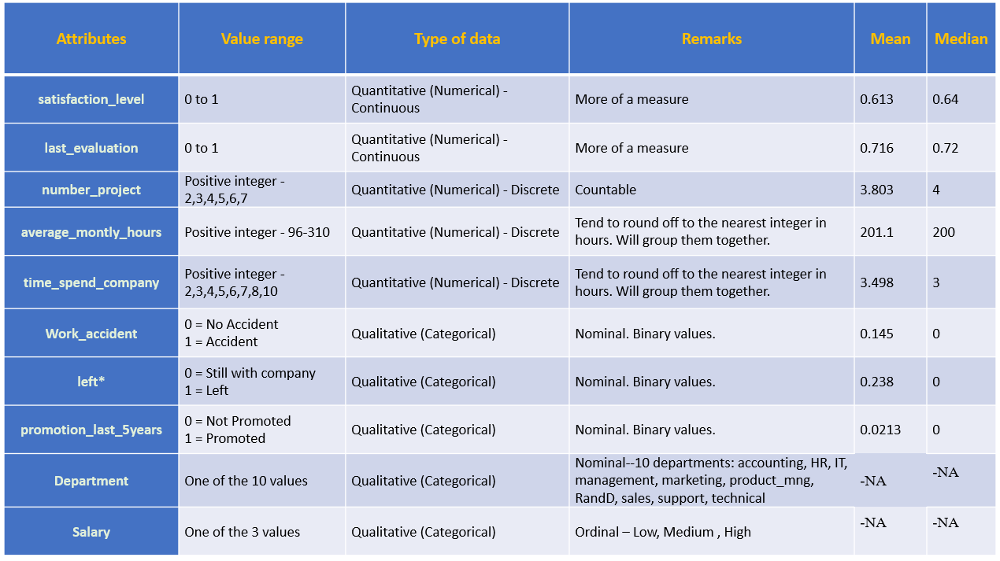 Attributes Value range Type of data Remarks Mean Median
satisfaction_level 0 to 1 Quantitative (Numerical) - More of a measure 0.613 0.64
Continuous
last_evaluation 0 to 1 Quantitative (Numerical) - More of a measure 0.716 0.72
Continuous
number_project Positive integer - Quantitative (Numerical) - Discrete Countable 3.803 4
2,3,4,5,6,7
average_montly_hours Positive integer - 96-310 Quantitative (Numerical) - Discrete Tend to round off to the nearest integer in 201.1 200
hours. Will group them together.
time_spend_company Positive integer - Quantitative (Numerical) - Discrete Tend to round off to the nearest integer in 3.498 3
2,3,4,5,6,7,8,10 hours. Will group them together.
Work_accident 0 = No Accident Qualitative (Categorical) Nominal. Binary values. 0.145 0
1 = Accident
left* 0 = Still with company Qualitative (Categorical) Nominal. Binary values. 0.238 0
1 = Left
promotion_last_5years 0 = Not Promoted Qualitative (Categorical) Nominal. Binary values. 0.0213 0
1 = Promoted
Department One of the 10 values Qualitative (Categorical) Nominal--10 departments: accounting, HR, IT, -NA -NA
management, marketing, product_mng,
RandD, sales, support, technical
Salary One of the 3 values Qualitative (Categorical) Ordinal – Low, Medium , High -NA -NA